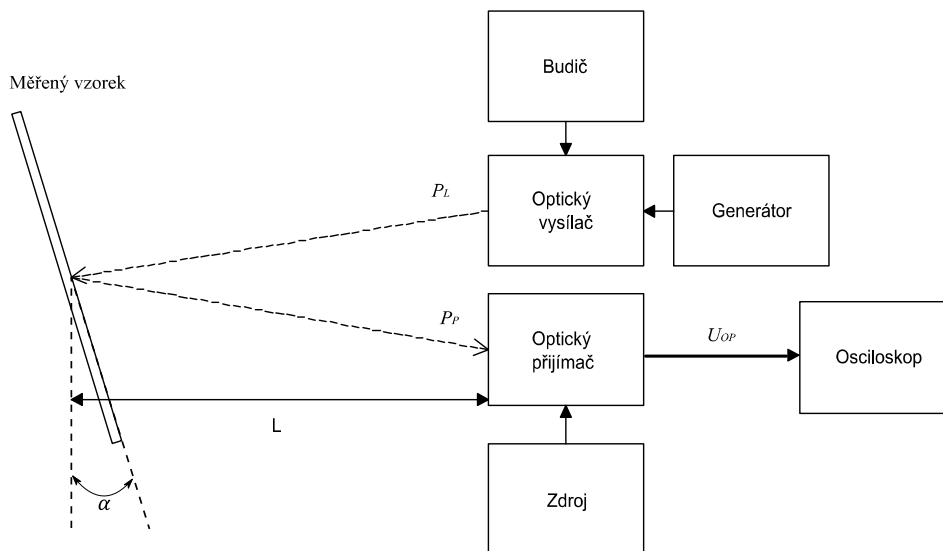 Budič
Měřený vzorek
P_L
Optický
vysílač
Generátor
P_P
Optický
přijímač
U_OP
Osciloskop
L
α
Zdroj